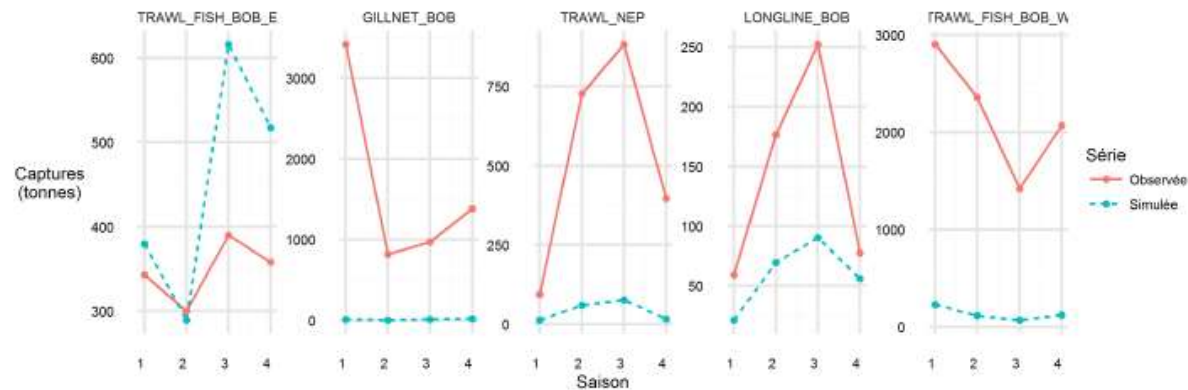 TRAWL_FISH_BOB_E GILLNET_BOB TRAWL_NEP LONGLINE_BOB TRAWL_FISH_BOB_W
600
500
400
300
3000
2000
1000
0
750
500
250
0
250
200
150
100
50
3000
2000
1000
0
Captures
(tonnes)
Série
Observée
Simulée
1 2 3 4 1 2 3 4 1 2 3 4 1 2 3 4 1 2 3 4
Saison